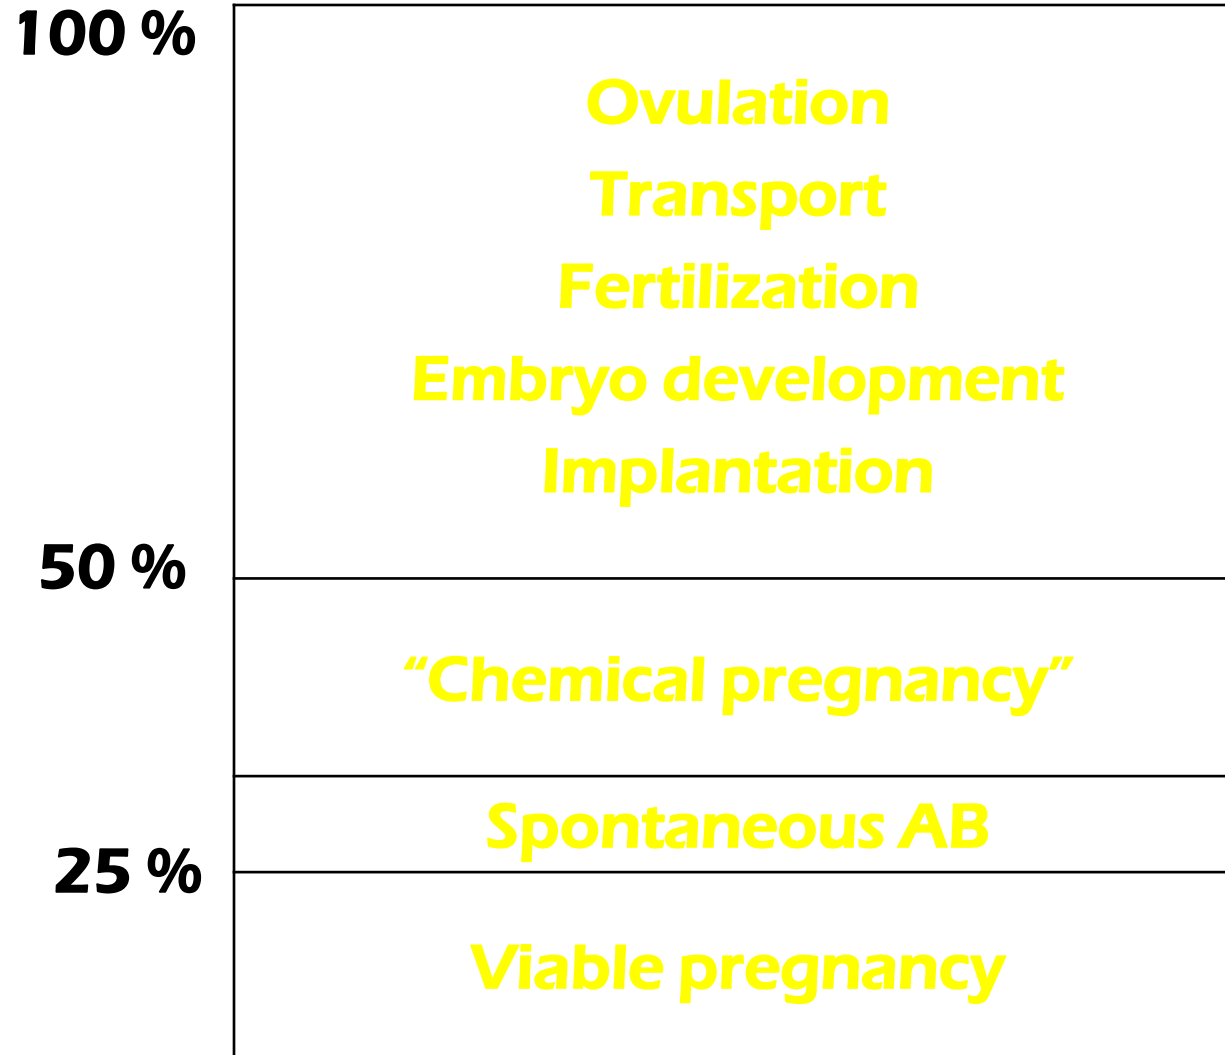 100 %
Ovulation
Transport
Fertilization
Embryo development
Implantation
50 %
“Chemical pregnancy”
Spontaneous AB
25 %
Viable pregnancy